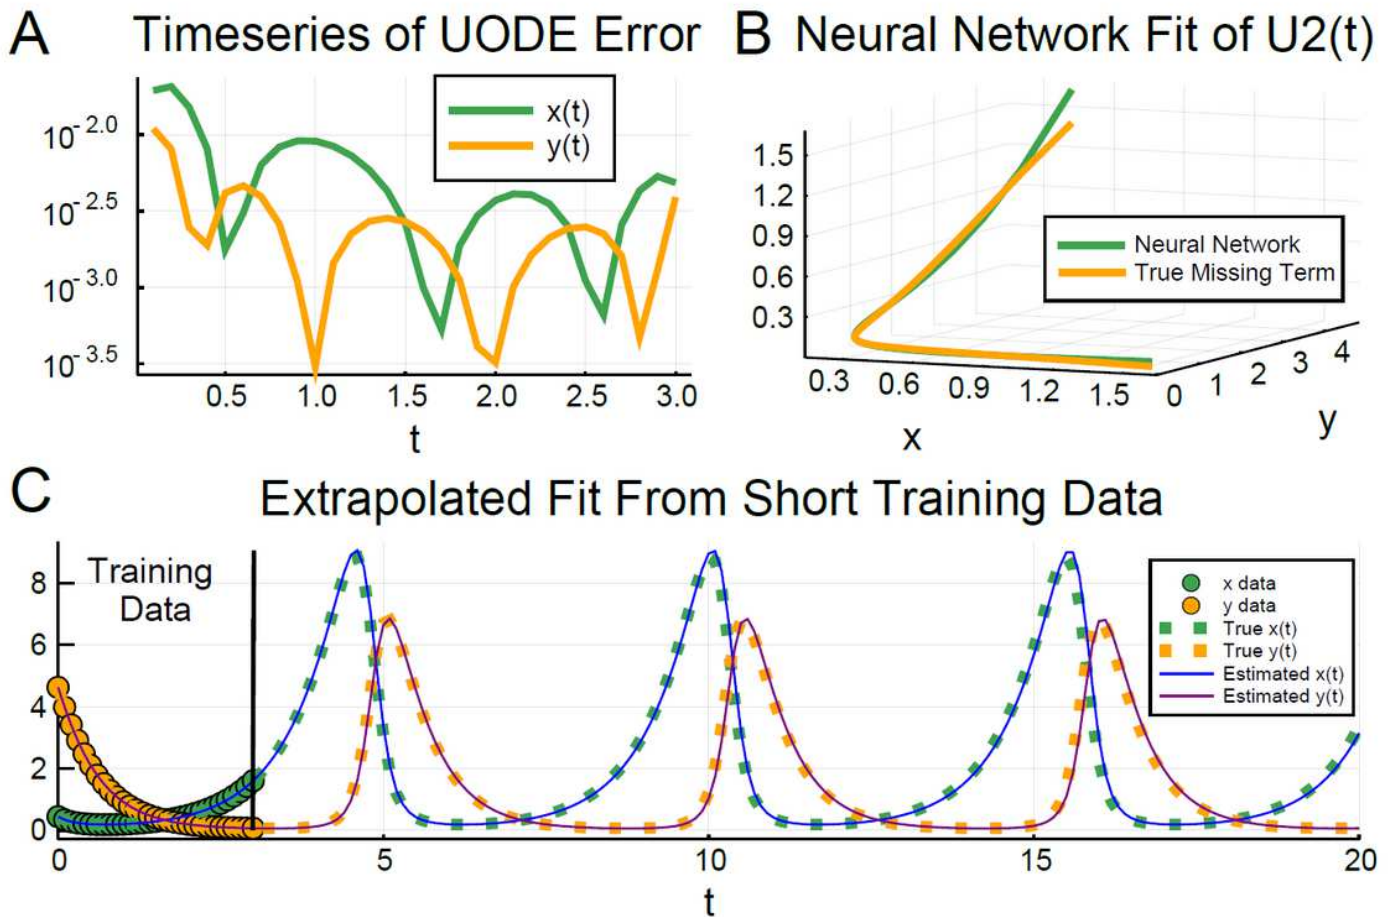 A Timeseries of UODE Error
10^-2.0
10^-2.5
10^-3.0
10^-3.5
x(t)
y(t)
0.5 1.0 1.5 2.0 2.5 3.0
t
B Neural Network Fit of U2(t)
1.5
1.2
0.9
0.6
0.3
Neural Network
True Missing Term
0.3 0.6 0.9 1.2 1.5
x
0 1 2 3 4
y
C Extrapolated Fit From Short Training Data
8
6
4
2
0
Training
Data
x data
y data
True x(t)
True y(t)
Estimated x(t)
Estimated y(t)
0 5 10 15 20
t